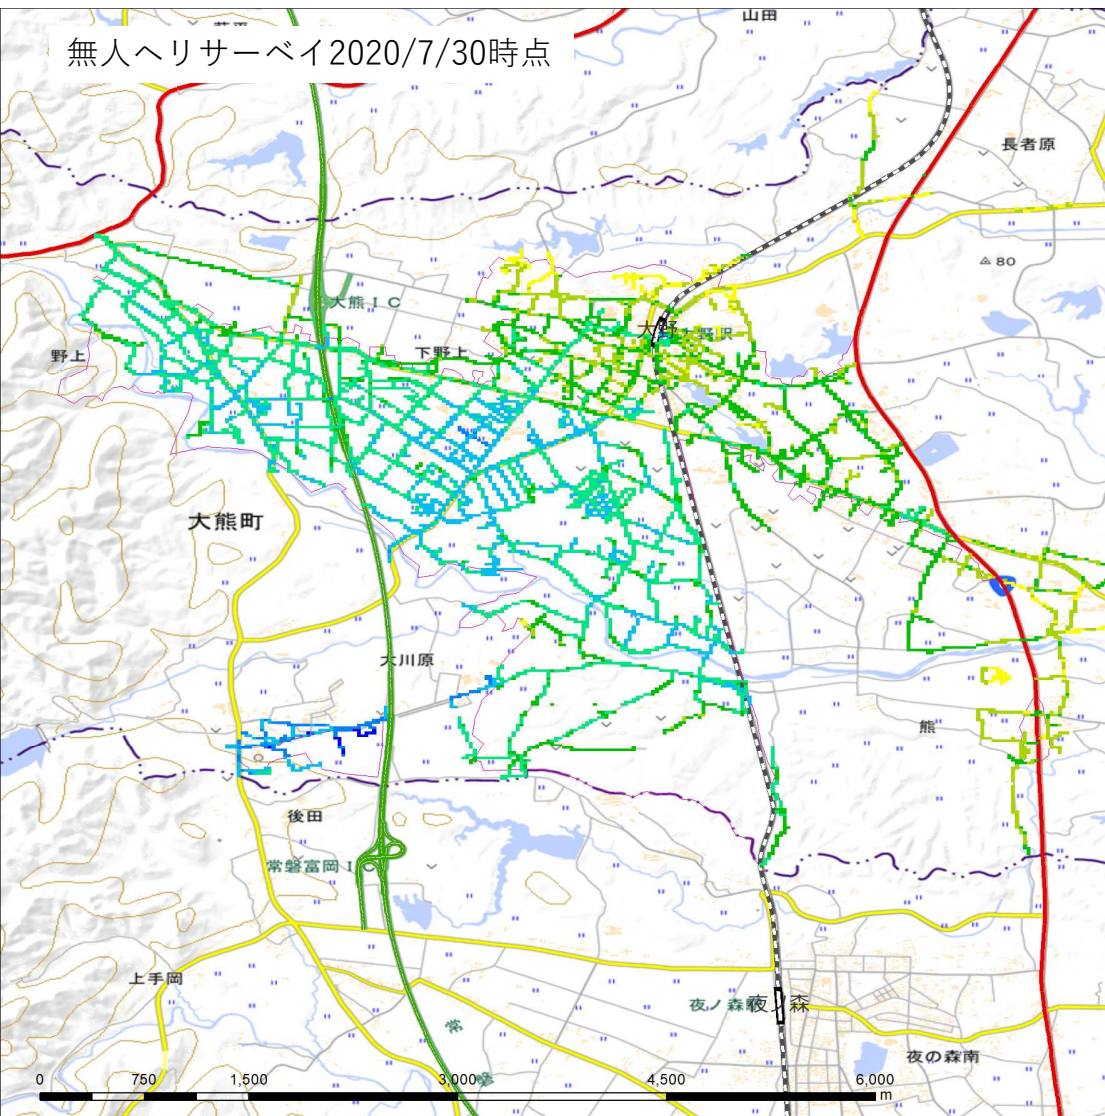 山田
無人ヘリサーベイ2020/7/30時点
長者原
80
大熊IC
大野
下野上
野上
大熊町
大川原
熊
後田
常磐富岡IC
上手岡
夜ノ森
夜ノ森
常
磐
夜の森南
0 750 1,500 3,000 4,500 6,000
m